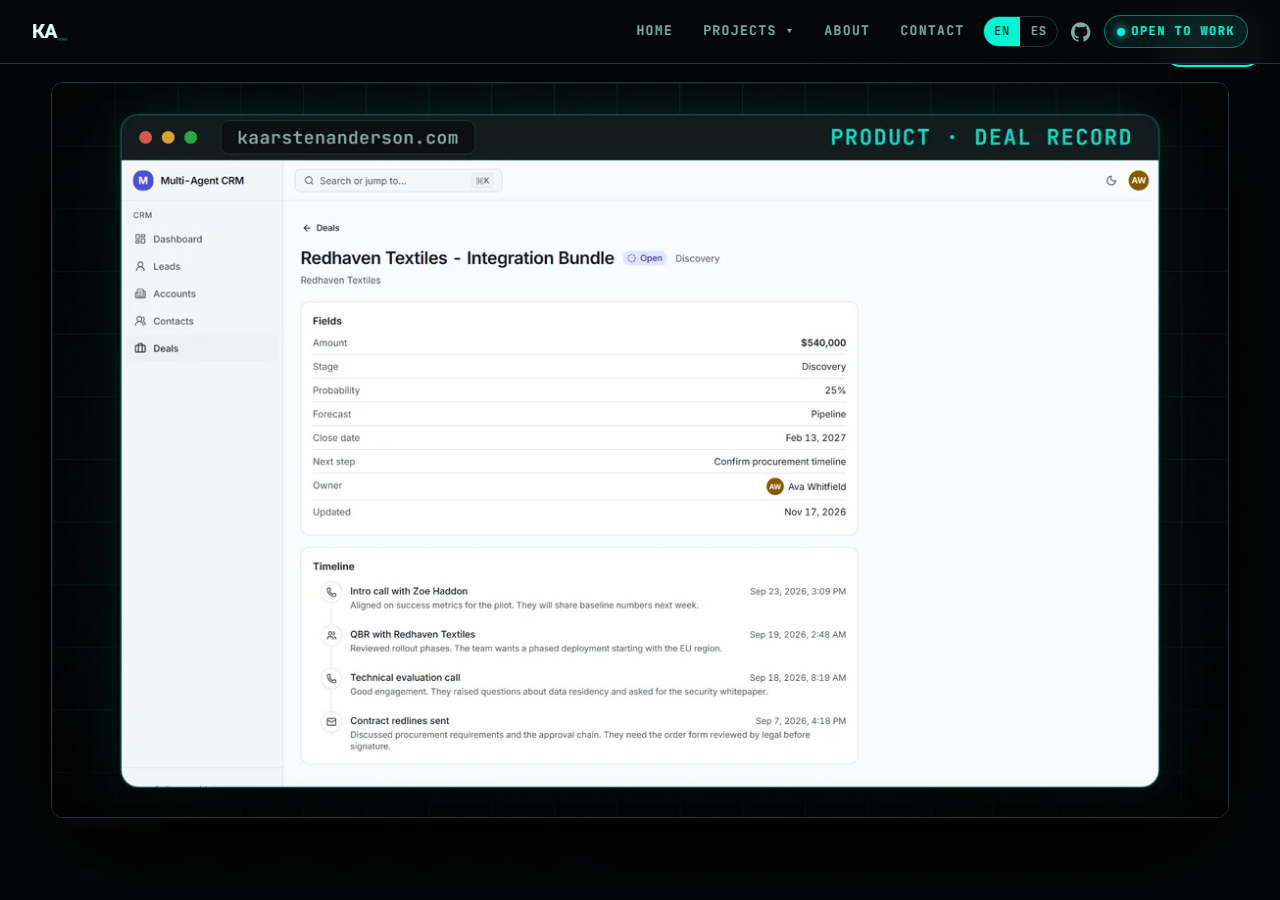 KA_
HOME
PROJECTS ▾
ABOUT
CONTACT
EN
ES
OPEN TO WORK
kaarstenanderson.com
PRODUCT · DEAL RECORD
M
Multi-Agent CRM
Search or jump to...
⌘K
AW
CRM
Dashboard
Leads
Accounts
Contacts
Deals
← Deals
Redhaven Textiles - Integration Bundle
Open
Discovery
Redhaven Textiles
Fields
Amount
$540,000
Stage
Discovery
Probability
25%
Forecast
Pipeline
Close date
Feb 13, 2027
Next step
Confirm procurement timeline
Owner
AW
Ava Whitfield
Updated
Nov 17, 2026
Timeline
Intro call with Zoe Haddon
Sep 23, 2026, 3:09 PM
Aligned on success metrics for the pilot. They will share baseline numbers next week.
QBR with Redhaven Textiles
Sep 19, 2026, 2:48 AM
Reviewed rollout phases. The team wants a phased deployment starting with the EU region.
Technical evaluation call
Sep 18, 2026, 8:19 AM
Good engagement. They raised questions about data residency and asked for the security whitepaper.
Contract redlines sent
Sep 7, 2026, 4:18 PM
Discussed procurement requirements and the approval chain. They need the order form reviewed by legal before
signature.